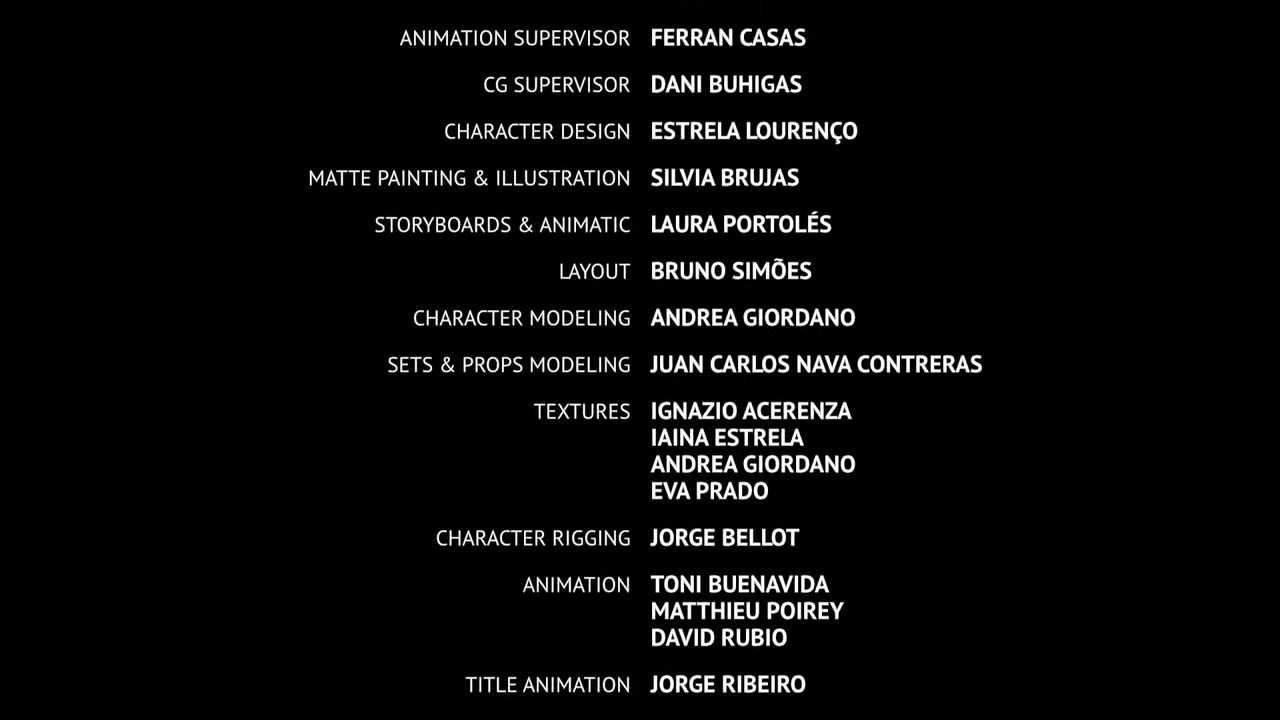 ANIMATION SUPERVISOR FERRAN CASAS
CG SUPERVISOR DANI BUHIGAS
CHARACTER DESIGN ESTRELA LOURENÇO
MATTE PAINTING & ILLUSTRATION SILVIA BRUJAS
STORYBOARDS & ANIMATIC LAURA PORTOLÉS
LAYOUT BRUNO SIMÕES
CHARACTER MODELING ANDREA GIORDANO
SETS & PROPS MODELING JUAN CARLOS NAVA CONTRERAS
TEXTURES IGNAZIO ACERENZA
IAINA ESTRELA
ANDREA GIORDANO
EVA PRADO
CHARACTER RIGGING JORGE BELLOT
ANIMATION TONI BUENAVIDA
MATTHIEU POIREY
DAVID RUBIO
TITLE ANIMATION JORGE RIBEIRO